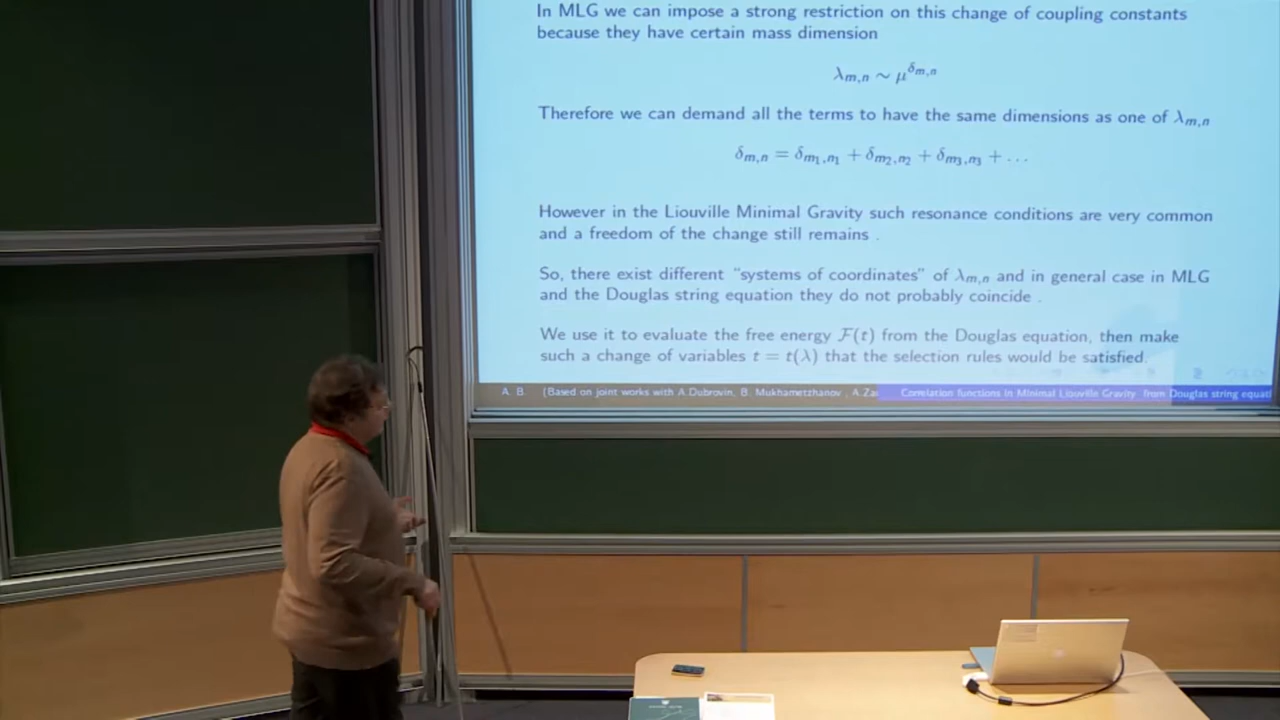 In MLG we can impose a strong restriction on this change of coupling constants
because they have certain mass dimension
λm,n ∼ μ^δm,n
Therefore we can demand all the terms to have the same dimensions as one of λm,n
δm,n = δm₁,n₁ + δm₂,n₂ + δm₃,n₃ + ...
However in the Liouville Minimal Gravity such resonance conditions are very common
and a freedom of the change still remains .
So, there exist different "systems of coordinates" of λm,n and in general case in MLG
and the Douglas string equation they do not probably coincide .
We use it to evaluate the free energy F(t) from the Douglas equation, then make
such a change of variables t = t(λ) that the selection rules would be satisfied.
A. B. (Based on joint works with A.Dubrovin, B. Mukhametzhanov , A.Za
Correlation functions in Minimal Liouville Gravity from Douglas string equati